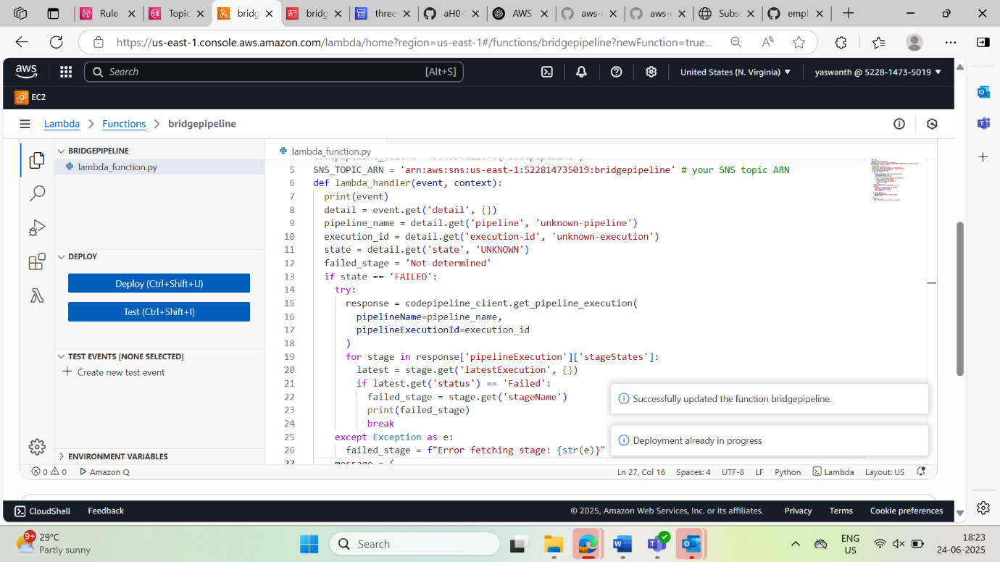 Rule
Topic
bridg
bridg
three
aH0-
AWS
aws-
aws-
Subs
empl
https://us-east-1.console.aws.amazon.com/lambda/home?region=us-east-1#/functions/bridgepipeline?newFunction=true...
aws
Search
[Alt+S]
United States (N. Virginia)
yaswanth @ 5228-1473-5019
EC2
Lambda
Functions
bridgepipeline
BRIDGEPIPELINE
lambda_function.py
DEPLOY
Deploy (Ctrl+Shift+U)
Test (Ctrl+Shift+I)
TEST EVENTS [NONE SELECTED]
Create new test event
ENVIRONMENT VARIABLES
lambda_function.py
5 SNS_TOPIC_ARN = 'arn:aws:sns:us-east-1:522814735019:bridgepipeline' # your SNS topic ARN
6 def lambda_handler(event, context):
7 print(event)
8 detail = event.get('detail', {})
9 pipeline_name = detail.get('pipeline', 'unknown-pipeline')
10 execution_id = detail.get('execution-id', 'unknown-execution')
11 state = detail.get('state', 'UNKNOWN')
12 failed_stage = 'Not determined'
13 if state == 'FAILED':
14 try:
15 response = codepipeline_client.get_pipeline_execution(
16 pipelineName=pipeline_name,
17 pipelineExecutionId=execution_id
18 )
19 for stage in response['pipelineExecution']['stageStates']:
20 latest = stage.get('latestExecution', {})
21 if latest.get('status') == 'Failed':
22 failed_stage = stage.get('stageName')
23 print(failed_stage)
24 break
25 except Exception as e:
26 failed_stage = f"Error fetching stage: {str(e)}"
27 message = (
Successfully updated the function bridgepipeline.
Deployment already in progress
0 0 Amazon Q
Ln 27, Col 16 Spaces: 4 UTF-8 LF Python Lambda Layout: US
CloudShell Feedback
© 2025, Amazon Web Services, Inc. or its affiliates. Privacy Terms Cookie preferences
9+
29°C
Partly sunny
Search
ENG
US
18:23
24-06-2025